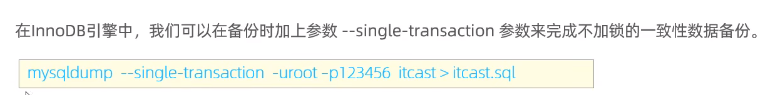 在InnoDB引擎中，我们可以在备份时加上参数 --single-transaction 参数来完成不加锁的一致性数据备份。
mysqldump --single-transaction -uroot –p123456 itcast > itcast.sql